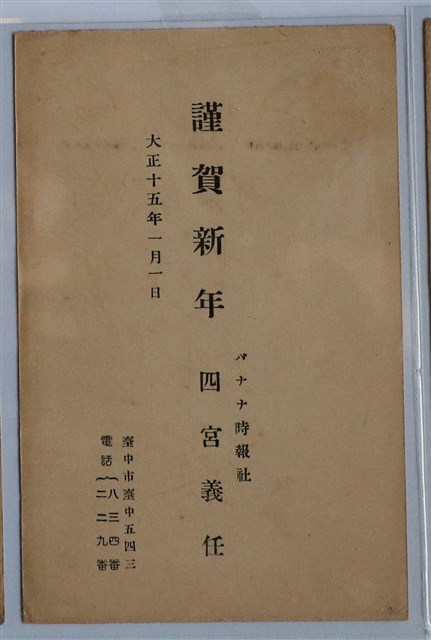 謹賀新年
大正十五年一月一日
バナナ時報社
四宮義任
臺中市臺中五四三
電話{八三四番
{二二九番